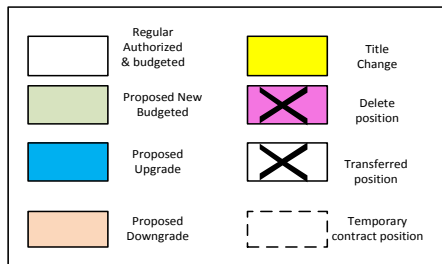 Regular
Authorized
& budgeted
Title
Change
Proposed New
Budgeted
Delete
position
Proposed
Upgrade
Transferred
position
Proposed
Downgrade
Temporary
contract position